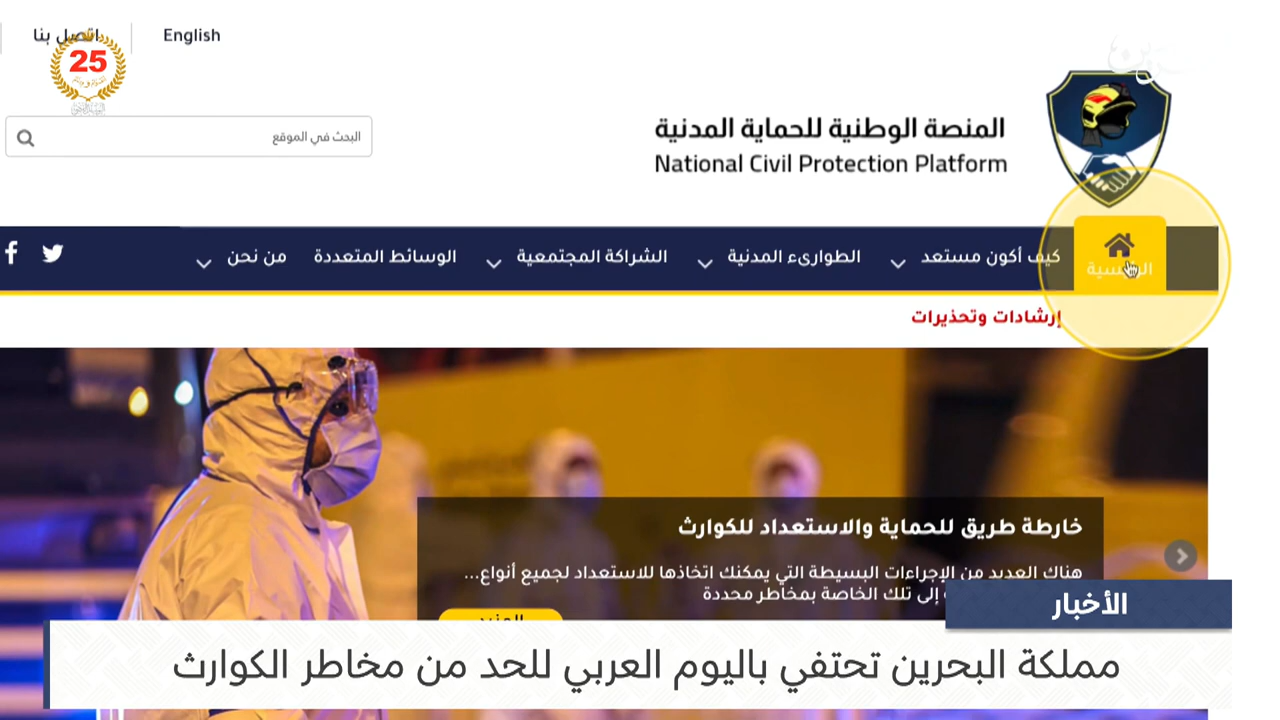 اتصل بنا
English
25
البحث في الموقع
المنصة الوطنية للحماية المدنية
National Civil Protection Platform
الرئيسية
كيف أكون مستعد
الطوارىء المدنية
الشراكة المجتمعية
الوسائط المتعددة
من نحن
إرشادات وتحذيرات
خارطة طريق للحماية والاستعداد للكوارث
هناك العديد من الإجراءات البسيطة التي يمكنك اتخاذها للاستعداد لجميع أنواع...
إلى تلك الخاصة بمخاطر محددة
المزيد
الأخبار
مملكة البحرين تحتفي باليوم العربي للحد من مخاطر الكوارث